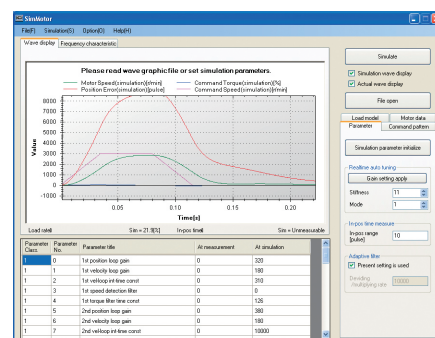 SimMotor
File(F) Simulation(S) Option(O) Help(H)
Wave display Frequency characteristic
Please read wave graphic file or set simulation parameters.
Motor Speed(simulation)[r/min] Command Torque(simulation)[%]
Position Error(simulation)[pulse] Command Speed(simulation)[r/min]
8000
7000
6000
5000
4000
3000
2000
1000
0
-1000
Value
0.05 0.10 0.15 0.20
Time[s]
Load rate# Sim = 21.9[%] In-pos time# Sim = Unmeasurable
Parameter Class Parameter No. Parameter title At measurement At simulation
1 0 1st position loop gain 0 320
1 1 1st velocity loop gain 0 180
1 2 1st vel-loop int-time const 0 310
1 3 1st speed detection filter 0 0
1 4 1st torque filter time const 0 126
1 5 2nd position loop gain 0 380
1 6 2nd velocity loop gain 0 180
1 7 2nd vel-loop int-time const 0 10000
Simulate
Simulation wave display
Actual wave display
File open
Load model Motor data
Parameter Command pattern
Simulation parameter initialize
Realtime auto tuning
Gain setting apply
Stiffness 11
Mode 1
In-pos time measure
In-pos range [pulse] 10
Adaptive filter
Present setting is used
Deviding /multiplying rate 10000